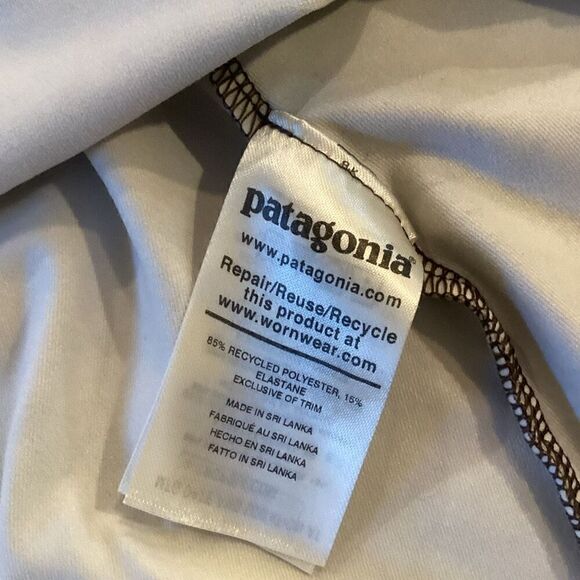 patagonia®
www.patagonia.com
Repair/Reuse/Recycle
this product at
www.wornwear.com
85% RECYCLED POLYESTER, 15%
ELASTANE
EXCLUSIVE OF TRIM
MADE IN SRI LANKA
FABRIQUÉ AU SRI LANKA
HECHO EN SRI LANKA
FATTO IN SRI LANKA